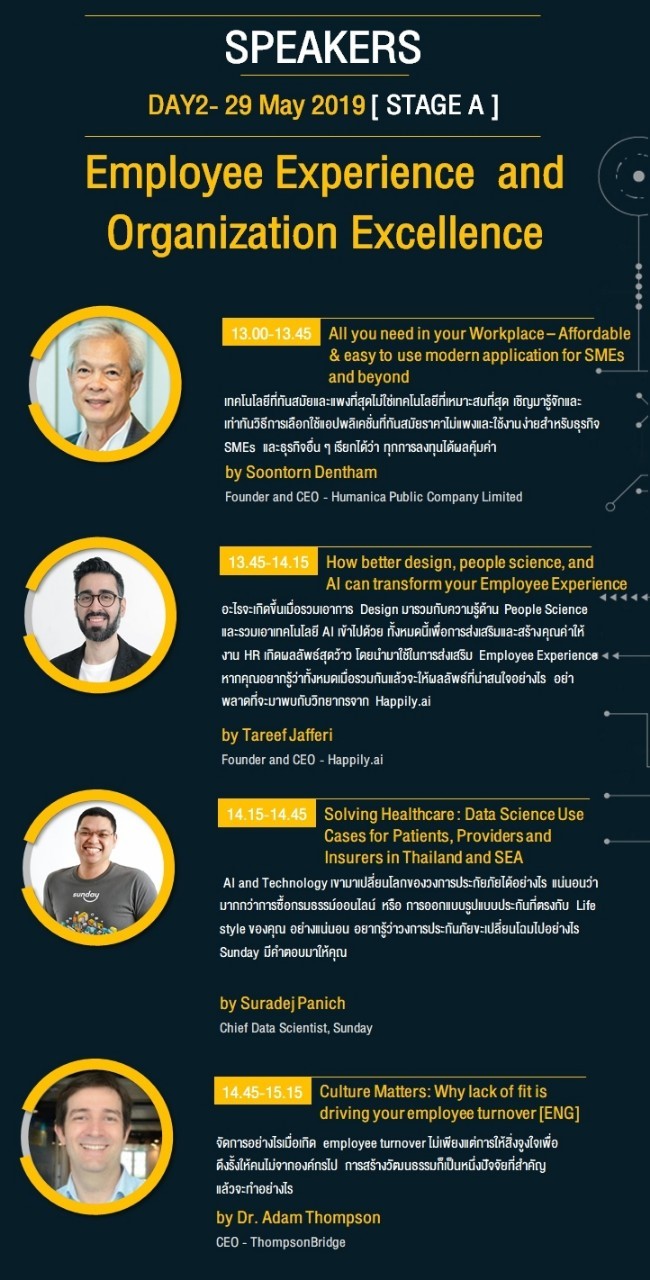 SPEAKERS
DAY2- 29 May 2019 [ STAGE A ]
Employee Experience and
Organization Excellence
13.00-13.45
All you need in your Workplace – Affordable
& easy to use modern application for SMEs
and beyond
เทคโนโลยีที่ทันสมัยและแพงที่สุดไม่ใช่เทคโนโลยีที่เหมาะสมที่สุด เชิญมารู้จักและ
เท่าทันวิธีการเลือกใช้แอปพลิเคชั่นที่ทันสมัยราคาไม่แพงและใช้งานง่ายสำหรับธุรกิจ
SMEs และธุรกิจอื่น ๆ เรียกได้ว่า ทุกการลงทุนได้ผลคุ้มค่า
by Soontorn Dentham
Founder and CEO - Humanica Public Company Limited
13.45-14.15
How better design, people science, and
AI can transform your Employee Experience
อะไรจะเกิดขึ้นเมื่อรวมเอาการ Design มารวมกับความรู้ด้าน People Science
และรวมเอาเทคโนโลยี AI เข้าไปด้วย ทั้งหมดนี้เพื่อการส่งเสริมและสร้างคุณค่าให้
งาน HR เกิดผลลัพธ์สุดว้าว โดยนำมาใช้ในการส่งเสริม Employee Experience
หากคุณอยากรู้ว่าทั้งหมดเมื่อรวมกันแล้วจะให้ผลลัพธ์ที่น่าสนใจอย่างไร อย่า
พลาดที่จะมาพบกับวิทยากรจาก Happily.ai
by Tareef Jafferi
Founder and CEO - Happily.ai
sunday
14.15-14.45
Solving Healthcare : Data Science Use
Cases for Patients, Providers and
Insurers in Thailand and SEA
AI and Technology เขามาเปลี่ยนโลกของวงการประกัยภัยได้อย่างไร แน่นอนว่า
มากกว่าการซื้อกรมธรรม์ออนไลน์ หรือ การออกแบบรูปแบบประกันที่ตรงกับ Life
style ของคุณ อย่างแน่นอน อยากรู้ว่าวงการประกันภัยจะเปลี่ยนโฉมไปอย่างไร
Sunday มีคำตอบมาให้คุณ
by Suradej Panich
Chief Data Scientist, Sunday
14.45-15.15
Culture Matters: Why lack of fit is
driving your employee turnover [ENG]
จัดการอย่างไรเมื่อเกิด employee turnover ไม่เพียงแต่การให้สิ่งจูงใจเพื่อ
ดึงรั้งให้คนไม่จากองค์กรไป การสร้างวัฒนธรรมก็เป็นหนึ่งปัจจัยที่สำคัญ
แล้วจะทำอย่างไร
by Dr. Adam Thompson
CEO - ThompsonBridge